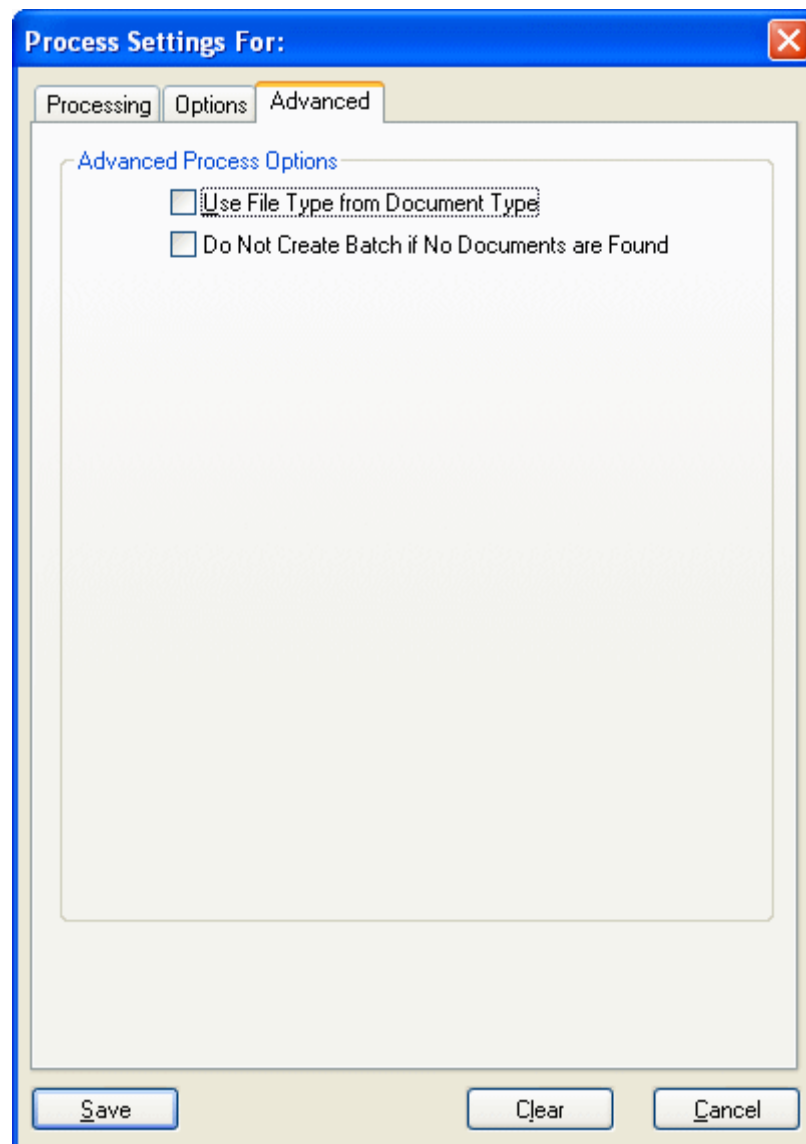 Process Settings For:
Processing Options Advanced
Advanced Process Options
Use File Type from Document Type
Do Not Create Batch if No Documents are Found
Save Clear Cancel